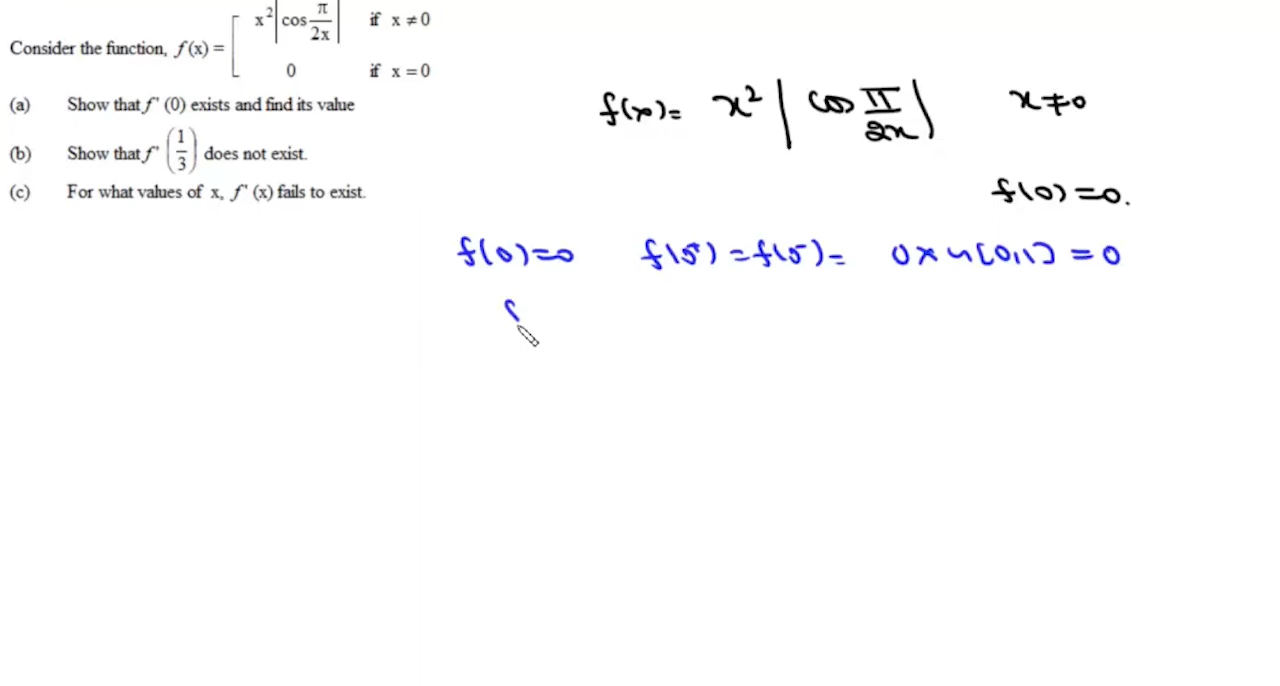 Consider the function, f(x) = [ x²|cos π/2x| if x ≠ 0
0 if x = 0
(a) Show that f' (0) exists and find its value
(b) Show that f' (1/3) does not exist.
(c) For what values of x, f' (x) fails to exist.
f(x) = x² |cos π/2x| x ≠ 0
f(0) = 0.
f(0) = 0 f(0⁻) = f(0⁺) = 0 × [0,1] = 0